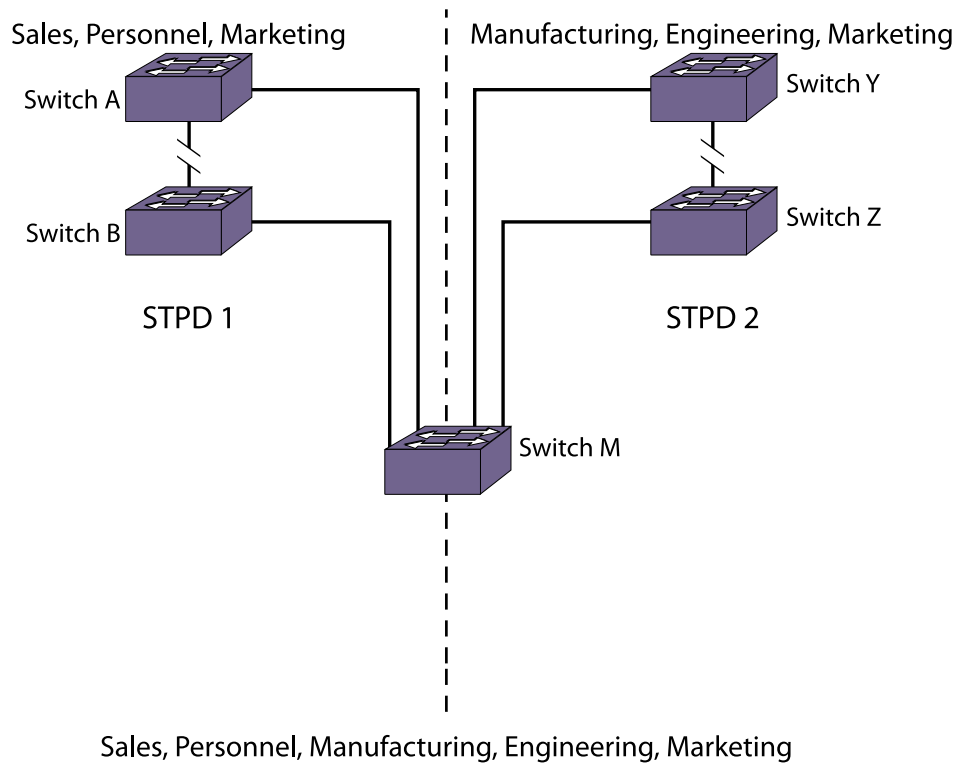 Sales, Personnel, Marketing
Manufacturing, Engineering, Marketing
Switch A
Switch Y
Switch B
Switch Z
STPD 1
STPD 2
Switch M
Sales, Personnel, Manufacturing, Engineering, Marketing